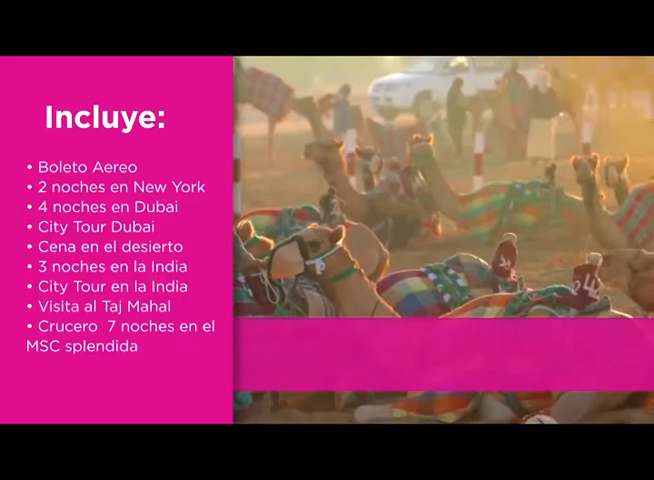 Incluye:
• Boleto Aereo
• 2 noches en New York
• 4 noches en Dubai
• City Tour Dubai
• Cena en el desierto
• 3 noches en la India
• City Tour en la India
• Visita al Taj Mahal
• Crucero 7 noches en el
MSC splendida